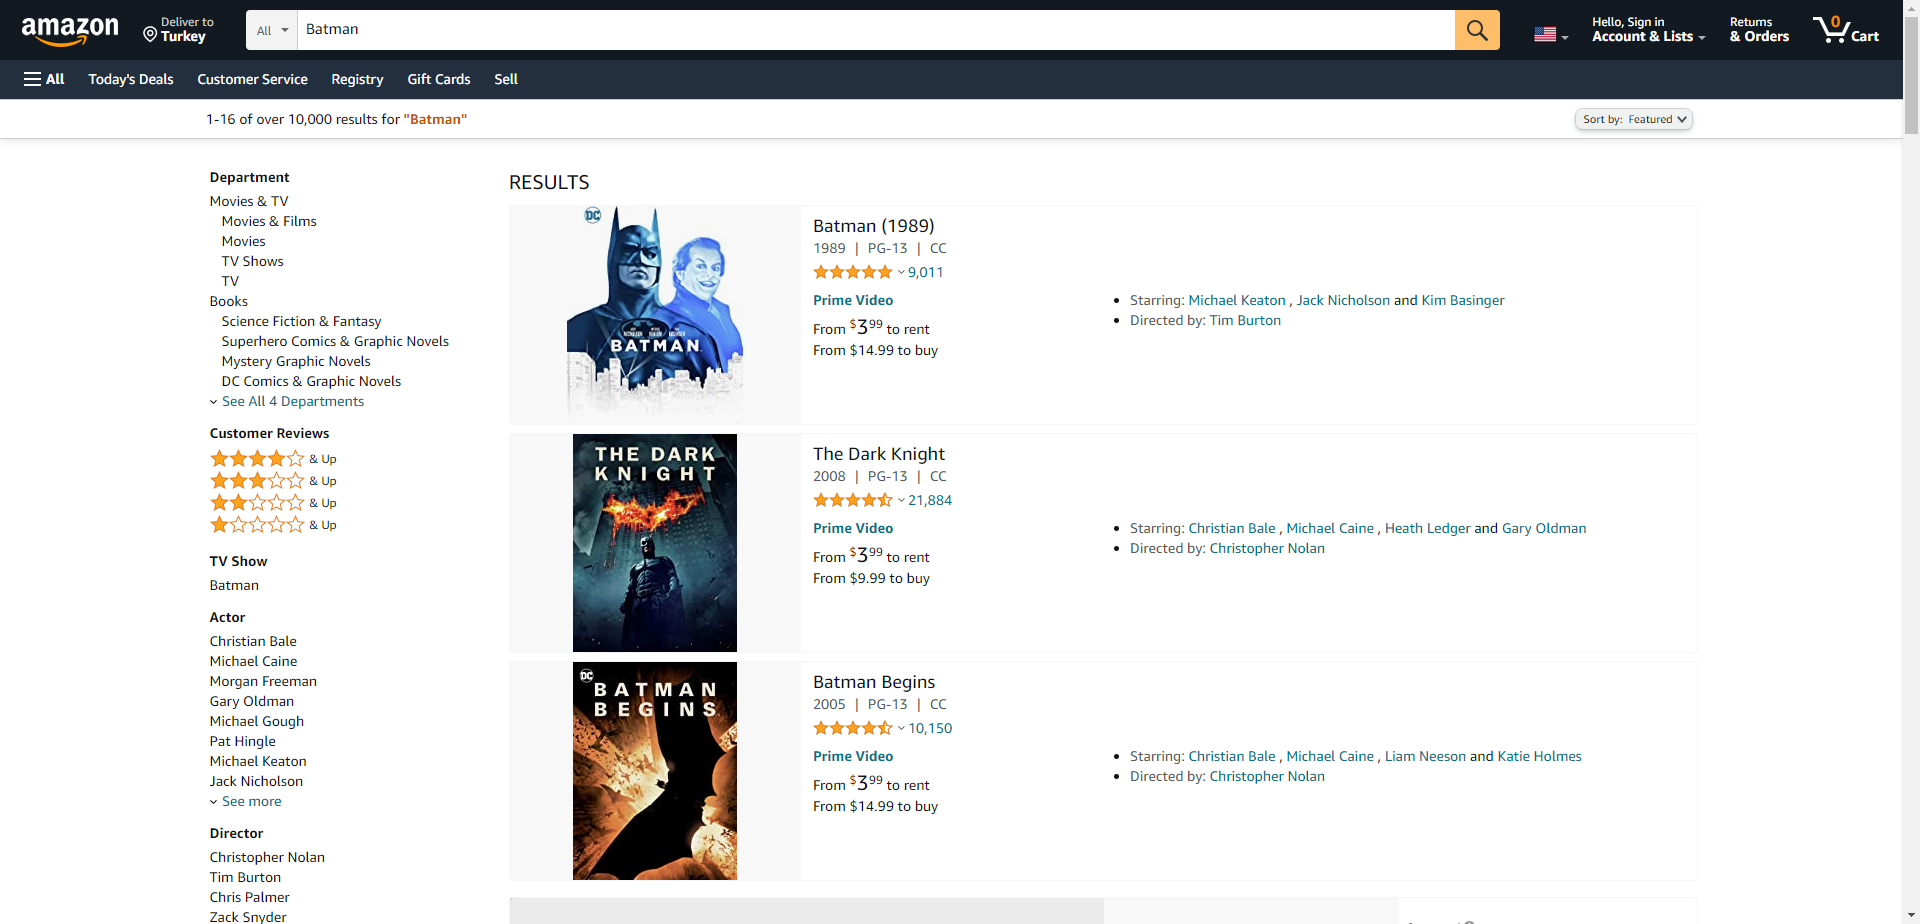 amazon
Deliver to
Turkey
All
Batman
Hello, Sign in
Account & Lists
Returns
& Orders
0
Cart
All
Today's Deals
Customer Service
Registry
Gift Cards
Sell
1-16 of over 10,000 results for "Batman"
Sort by: Featured
Department
Movies & TV
Movies & Films
Movies
TV Shows
TV
Books
Science Fiction & Fantasy
Superhero Comics & Graphic Novels
Mystery Graphic Novels
DC Comics & Graphic Novels
See All 4 Departments
Customer Reviews
& Up
& Up
& Up
& Up
TV Show
Batman
Actor
Christian Bale
Michael Caine
Morgan Freeman
Gary Oldman
Michael Gough
Pat Hingle
Michael Keaton
Jack Nicholson
See more
Director
Christopher Nolan
Tim Burton
Chris Palmer
Zack Snyder
RESULTS
DC
BATMAN
Batman (1989)
1989 | PG-13 | CC
9,011
Prime Video
From $399 to rent
From $14.99 to buy
Starring: Michael Keaton , Jack Nicholson and Kim Basinger
Directed by: Tim Burton
THE DARK
KNIGHT
The Dark Knight
2008 | PG-13 | CC
21,884
Prime Video
From $399 to rent
From $9.99 to buy
Starring: Christian Bale , Michael Caine , Heath Ledger and Gary Oldman
Directed by: Christopher Nolan
DC
BATMAN
BEGINS
Batman Begins
2005 | PG-13 | CC
10,150
Prime Video
From $399 to rent
From $14.99 to buy
Starring: Christian Bale , Michael Caine , Liam Neeson and Katie Holmes
Directed by: Christopher Nolan